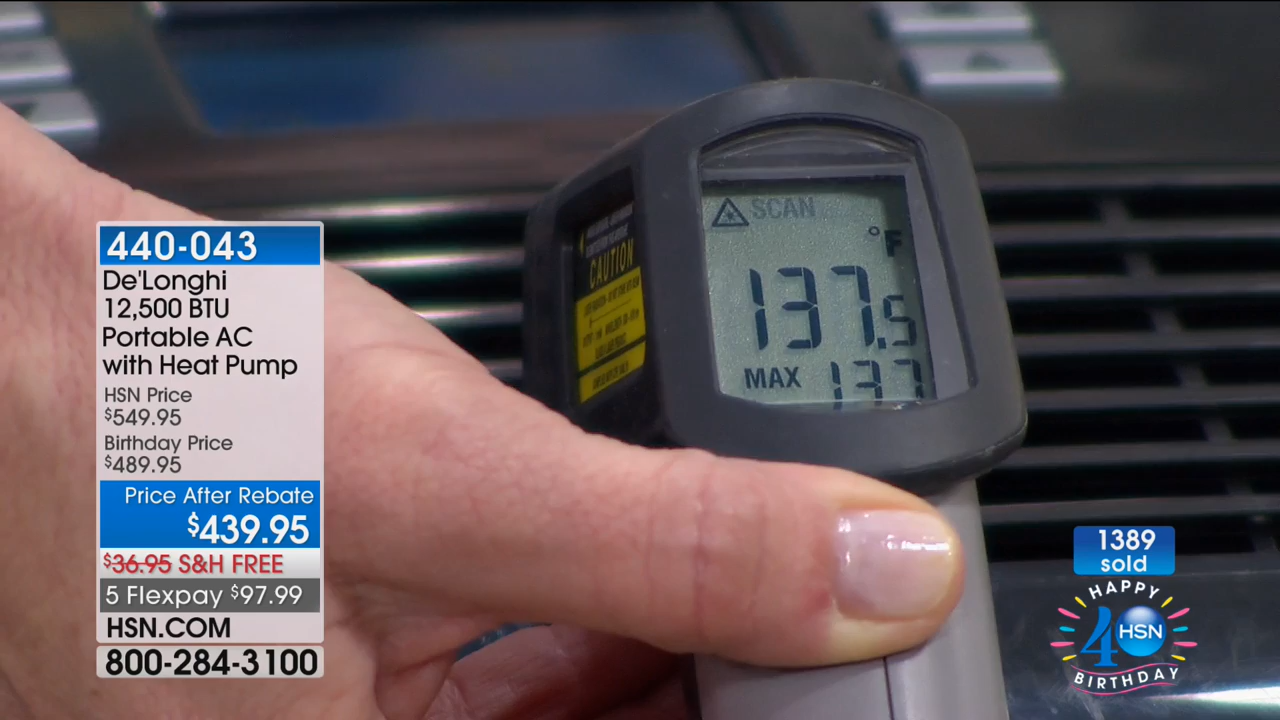 440-043
De'Longhi
12,500 BTU
Portable AC
with Heat Pump
HSN Price
$549.95
Birthday Price
$489.95
Price After Rebate
$439.95
$36.95 S&H FREE
5 Flexpay $97.99
HSN.COM
800-284-3100
CAUTION
SCAN
°F
137.5
MAX 137
1389
sold
HAPPY
40
HSN
BIRTHDAY